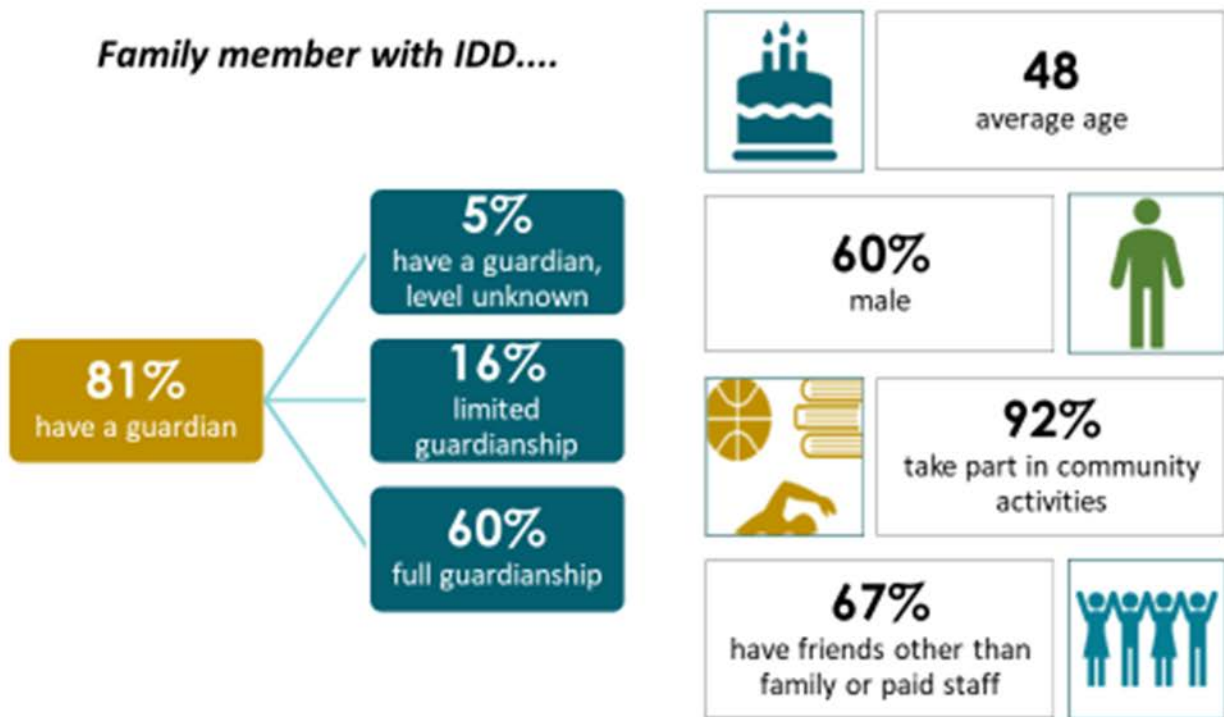 Family member with IDD....
81%
have a guardian
5%
have a guardian,
level unknown
16%
limited
guardianship
60%
full guardianship
48
average age
60%
male
92%
take part in community
activities
67%
have friends other than
family or paid staff